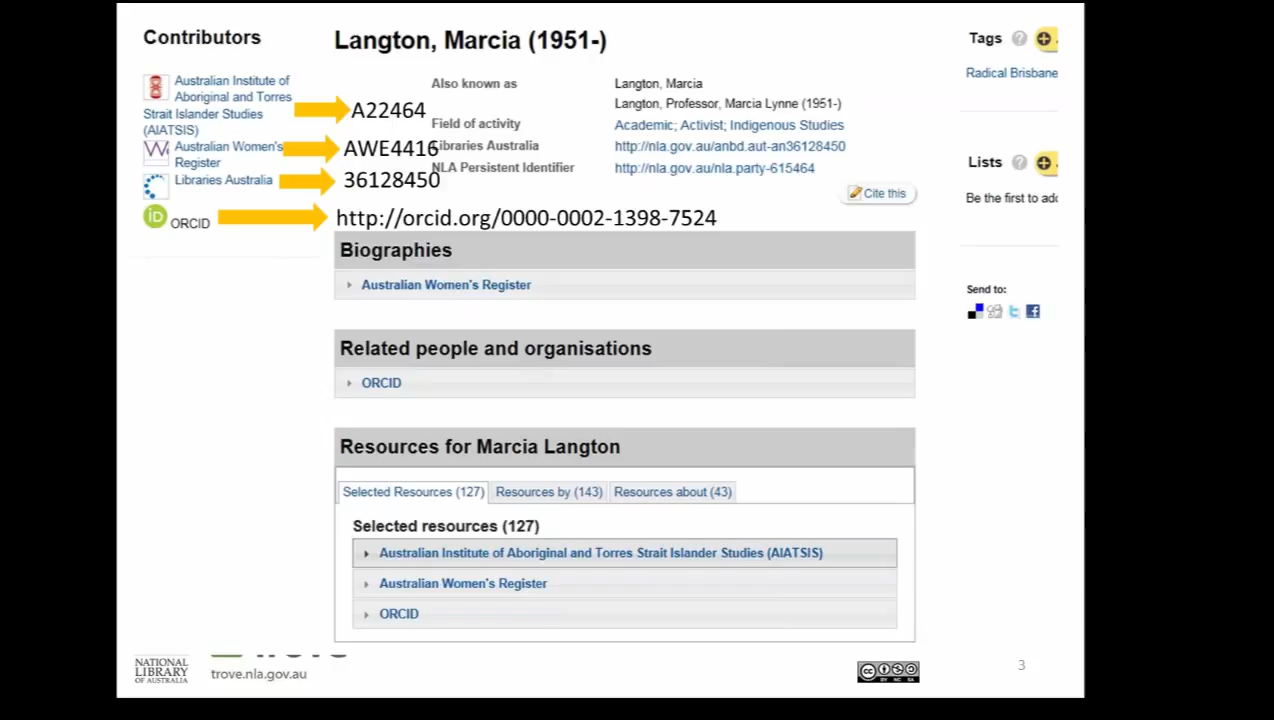 Contributors
Australian Institute of
Aboriginal and Torres
Strait Islander Studies
(AIATSIS)
A22464
Australian Women's
Register
AWE4416
Libraries Australia
36128450
iD ORCID
http://orcid.org/0000-0002-1398-7524
Langton, Marcia (1951-)
Also known as
Langton, Marcia
Langton, Professor, Marcia Lynne (1951-)
Field of activity
Academic; Activist; Indigenous Studies
Libraries Australia
http://nla.gov.au/anbd.aut-an36128450
NLA Persistent Identifier
http://nla.gov.au/nla.party-615464
Cite this
Biographies
Australian Women's Register
Related people and organisations
ORCID
Resources for Marcia Langton
Selected Resources (127) Resources by (143) Resources about (43)
Selected resources (127)
Australian Institute of Aboriginal and Torres Strait Islander Studies (AIATSIS)
Australian Women's Register
ORCID
Tags
Radical Brisbane
Lists
Be the first to add
Send to:
NATIONAL
LIBRARY
OF AUSTRALIA
trove.nla.gov.au
BY NC SA
3